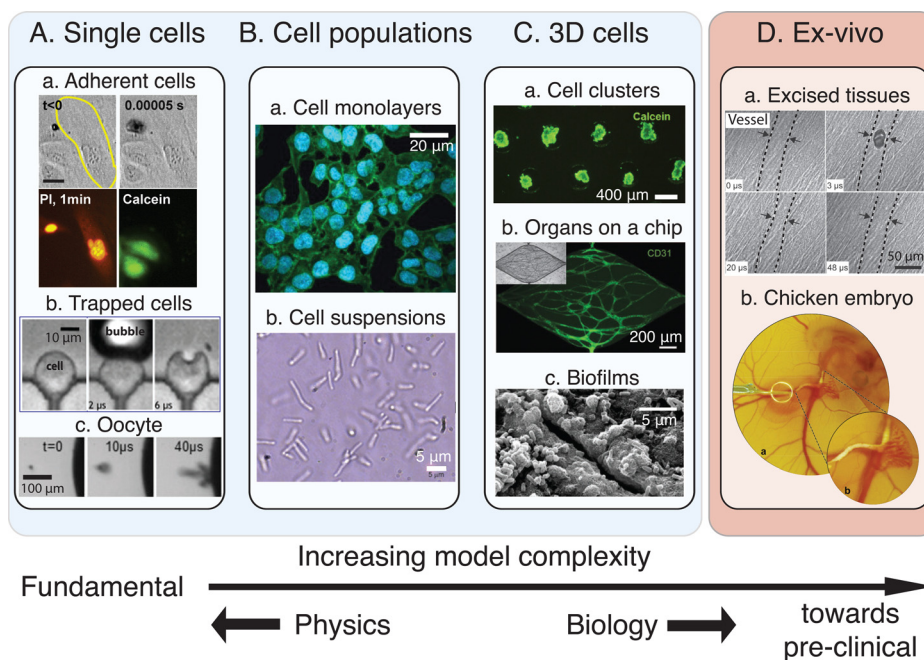 A. Single cells
a. Adherent cells
t<0
0.00005 s
PI, 1min
Calcein
b. Trapped cells
10 µm
bubble
cell
2 µs
6 µs
c. Oocyte
t=0
10µs
40µs
100 µm
B. Cell populations
a. Cell monolayers
20 µm
b. Cell suspensions
5 µm
5 µm
C. 3D cells
a. Cell clusters
Calcein
400 µm
b. Organs on a chip
CD31
200 µm
c. Biofilms
5 µm
D. Ex-vivo
a. Excised tissues
Vessel
0 µs
3 µs
20 µs
48 µs
50 µm
b. Chicken embryo
a
b
Increasing model complexity
Fundamental
towards
pre-clinical
Physics
Biology